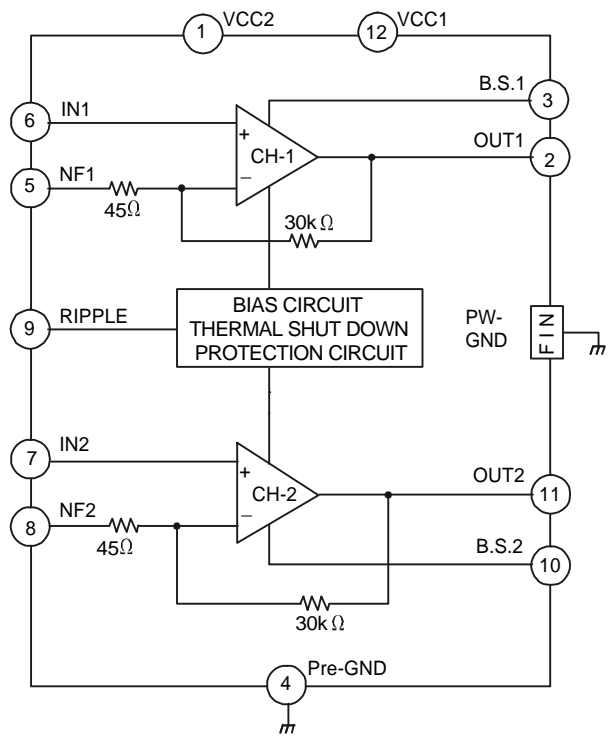 1 VCC2
12 VCC1
B.S.1
3
6 IN1
+
CH-1
−
OUT1
2
5 NF1
45Ω
30k Ω
9 RIPPLE
BIAS CIRCUIT
THERMAL SHUT DOWN
PROTECTION CIRCUIT
PW-
GND
FIN
7 IN2
+
CH-2
−
OUT2
11
8 NF2
45Ω
B.S.2
10
30k Ω
4 Pre-GND